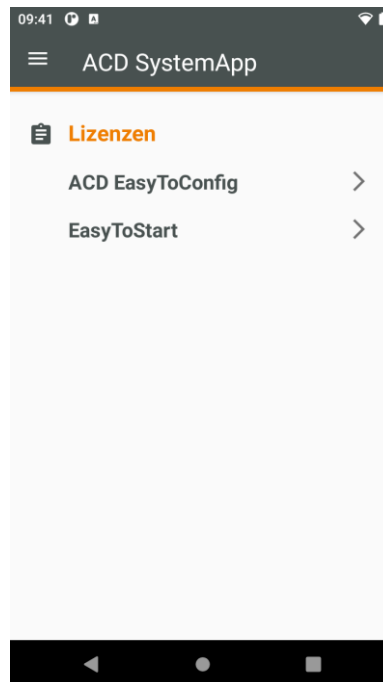 09:41
ACD SystemApp
Lizenzen
ACD EasyToConfig
EasyToStart